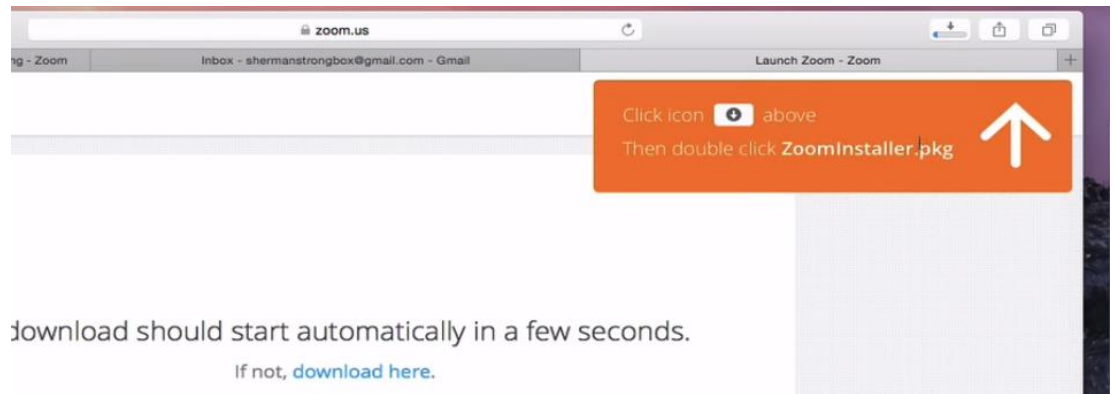 zoom.us
ng - Zoom
Inbox - shermanstrongbox@gmail.com - Gmail
Launch Zoom - Zoom
Click icon above
Then double click ZoomInstaller.pkg
download should start automatically in a few seconds.
If not, download here.